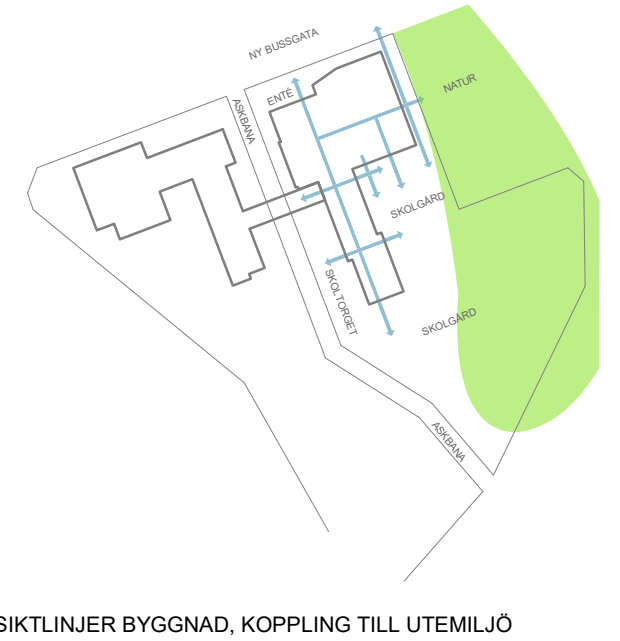 NY BUSSGATA
NATUR
ENTÉ
ASKBANA
SKOLGÅRD
SKOLTORGET
SKOLGÅRD
ASKBANA
SIKTLINJER BYGGNAD, KOPPLING TILL UTEMILJÖ